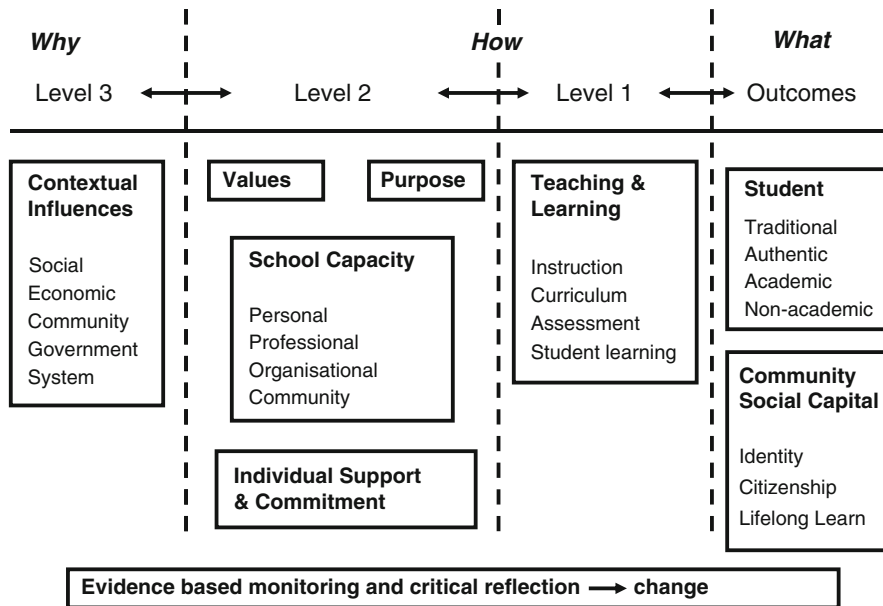 Why
How
What
Level 3
Level 2
Level 1
Outcomes
Contextual
Influences
Social
Economic
Community
Government
System
Values
Purpose
School Capacity
Personal
Professional
Organisational
Community
Individual Support
& Commitment
Teaching &
Learning
Instruction
Curriculum
Assessment
Student learning
Student
Traditional
Authentic
Academic
Non-academic
Community
Social Capital
Identity
Citizenship
Lifelong Learn
Evidence based monitoring and critical reflection → change